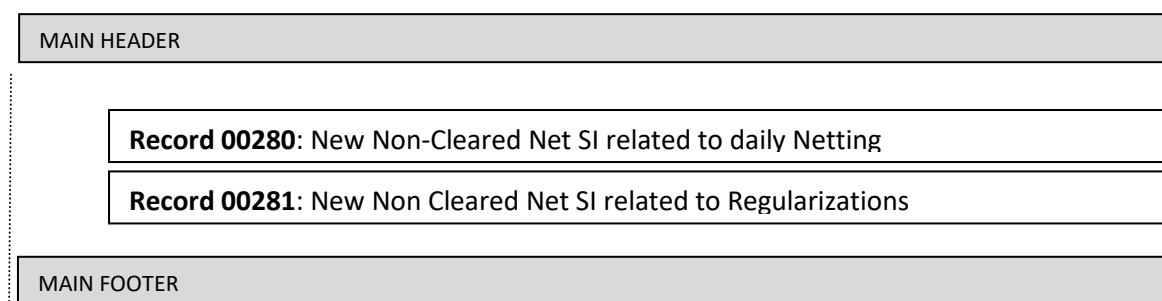 MAIN HEADER
Record 00280: New Non-Cleared Net SI related to daily Netting
Record 00281: New Non Cleared Net SI related to Regularizations
MAIN FOOTER